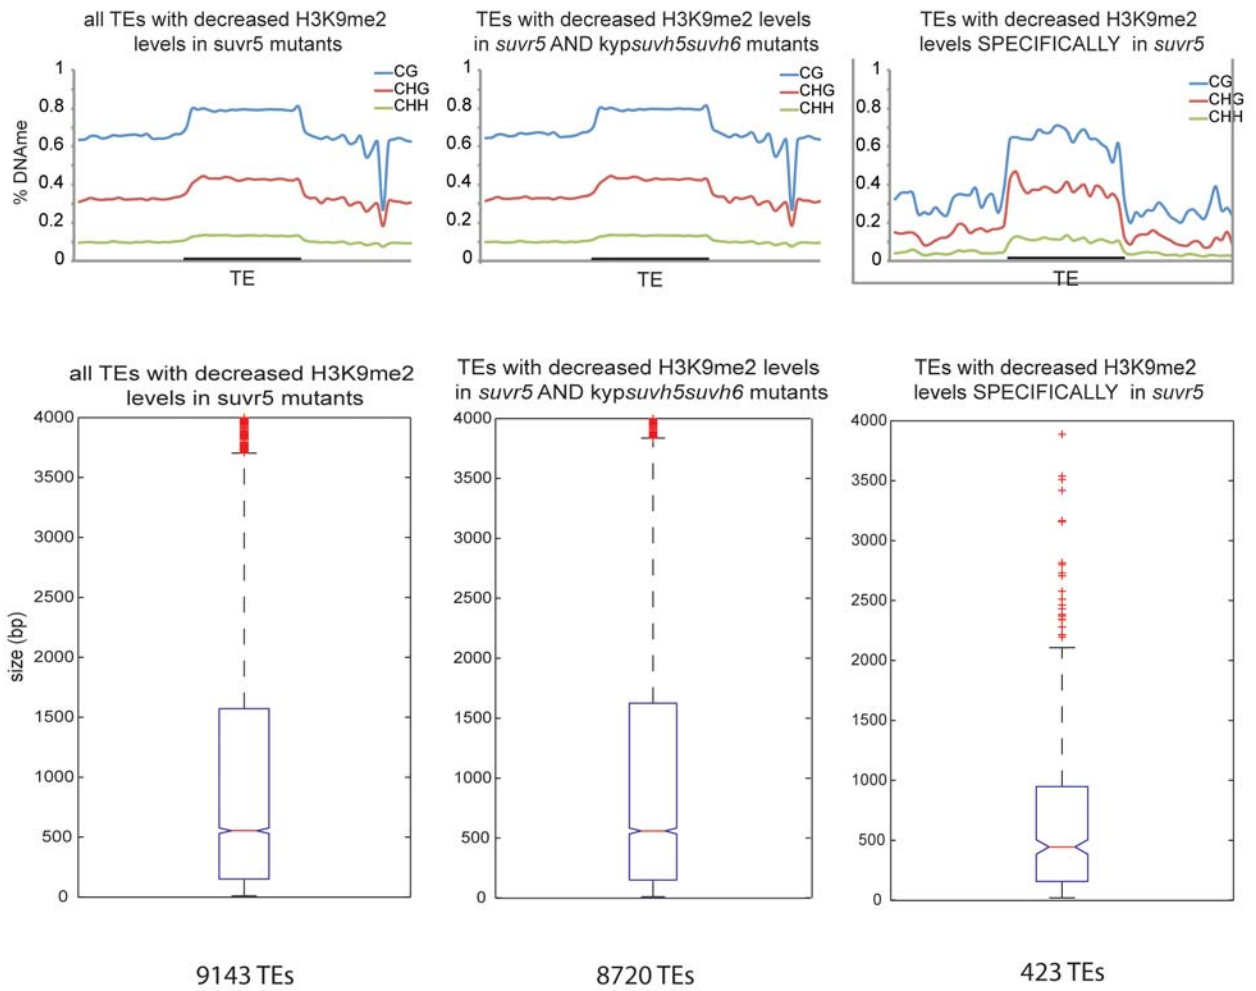 all TEs with decreased H3K9me2
levels in suvr5 mutants
TEs with decreased H3K9me2 levels
in suvr5 AND kypsuvh5suvh6 mutants
TEs with decreased H3K9me2
levels SPECIFICALLY in suvr5
% DNAme
1
0.8
0.6
0.4
0.2
0
CG
CHG
CHH
TE
1
0.8
0.6
0.4
0.2
0
CG
CHG
CHH
TE
1
0.8
0.6
0.4
0.2
0
CG
CHG
CHH
TE
all TEs with decreased H3K9me2
levels in suvr5 mutants
TEs with decreased H3K9me2 levels
in suvr5 AND kypsuvh5suvh6 mutants
TEs with decreased H3K9me2
levels SPECIFICALLY in suvr5
size (bp)
4000
3500
3000
2500
2000
1500
1000
500
0
4000
3500
3000
2500
2000
1500
1000
500
0
4000
3500
3000
2500
2000
1500
1000
500
0
9143 TEs
8720 TEs
423 TEs